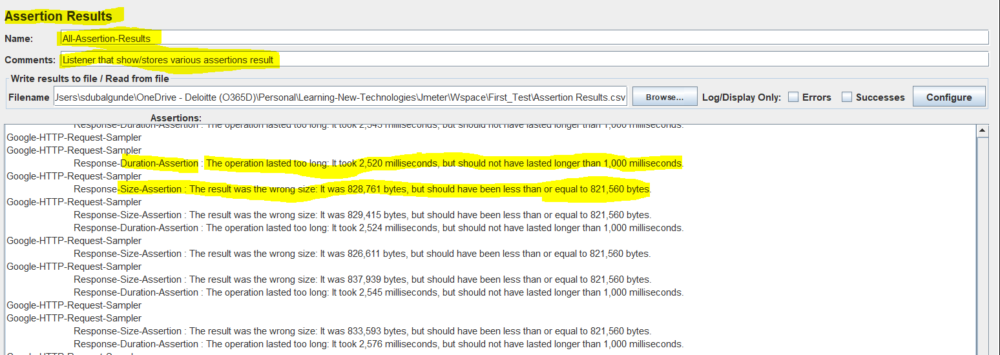 Assertion Results
Name: All-Assertion-Results
Comments: Listener that show/stores various assertions result
Write results to file / Read from file
Filename Jsers\sdubalgunde\OneDrive - Deloitte (O365D)\Personal\Learning-New-Technologies\Jmeter\Wspace\First_Test\Assertion Results.csv Browse... Log/Display Only: Errors Successes Configure
Assertions:
Response-Duration-Assertion : The operation lasted too long: It took 2,543 milliseconds, but should not have lasted longer than 1,000 milliseconds.
Google-HTTP-Request-Sampler
Google-HTTP-Request-Sampler
Response-Duration-Assertion : The operation lasted too long: It took 2,520 milliseconds, but should not have lasted longer than 1,000 milliseconds.
Google-HTTP-Request-Sampler
Response-Size-Assertion : The result was the wrong size: It was 828,761 bytes, but should have been less than or equal to 821,560 bytes.
Google-HTTP-Request-Sampler
Response-Size-Assertion : The result was the wrong size: It was 829,415 bytes, but should have been less than or equal to 821,560 bytes.
Response-Duration-Assertion : The operation lasted too long: It took 2,524 milliseconds, but should not have lasted longer than 1,000 milliseconds.
Google-HTTP-Request-Sampler
Response-Size-Assertion : The result was the wrong size: It was 826,611 bytes, but should have been less than or equal to 821,560 bytes.
Google-HTTP-Request-Sampler
Response-Size-Assertion : The result was the wrong size: It was 837,939 bytes, but should have been less than or equal to 821,560 bytes.
Response-Duration-Assertion : The operation lasted too long: It took 2,545 milliseconds, but should not have lasted longer than 1,000 milliseconds.
Google-HTTP-Request-Sampler
Google-HTTP-Request-Sampler
Response-Size-Assertion : The result was the wrong size: It was 833,593 bytes, but should have been less than or equal to 821,560 bytes.
Response-Duration-Assertion : The operation lasted too long: It took 2,576 milliseconds, but should not have lasted longer than 1,000 milliseconds.